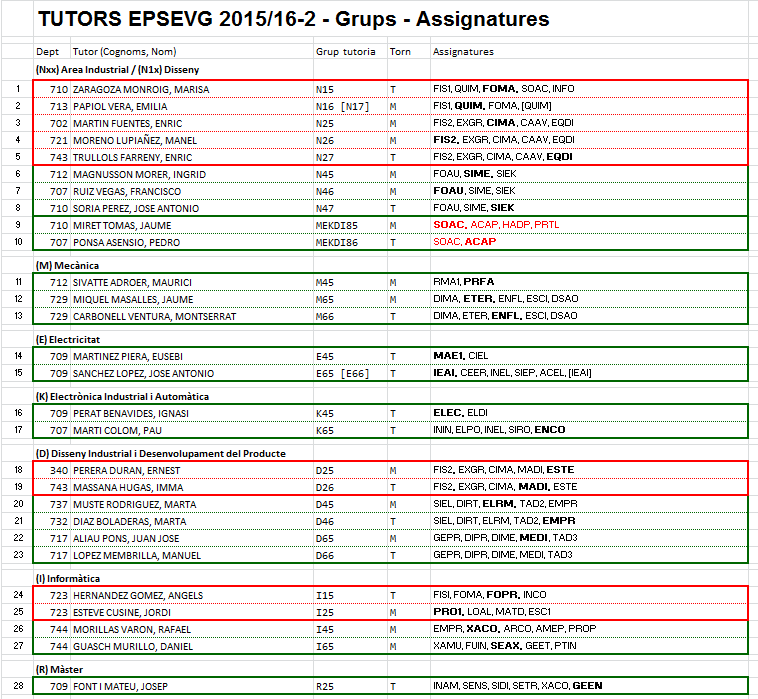 TUTORS EPSEVG 2015/16-2 - Grups - Assignatures
Dept Tutor (Cognoms, Nom) Grup tutoria Torn Assignatures
(Nxx) Area Industrial / (N1x) Disseny
1 710 ZARAGOZA MONROIG, MARISA N15 T FIS1, QUIM, FOMA, SOAC, INFO
2 713 PAPIOL VERA, EMILIA N16 [N17] M FIS1, QUIM, FOMA, [QUIM]
3 702 MARTIN FUENTES, ENRIC N25 M FIS2, EXGR, CIMA, CAAV, EQDI
4 721 MORENO LUPIAÑEZ, MANEL N26 M FIS2, EXGR, CIMA, CAAV, EQDI
5 743 TRULLOLS FARRENY, ENRIC N27 T FIS2, EXGR, CIMA, CAAV, EQDI
6 712 MAGNUSSON MORER, INGRID N45 M FOAU, SIME, SIEK
7 707 RUIZ VEGAS, FRANCISCO N46 M FOAU, SIME, SIEK
8 710 SORIA PEREZ, JOSE ANTONIO N47 T FOAU, SIME, SIEK
9 710 MIRET TOMAS, JAUME MEKDI85 M SOAC, ACAP, HADP, PRTL
10 707 PONSA ASENSIO, PEDRO MEKDI86 T SOAC, ACAP
(M) Mecànica
11 712 SIVATTE ADROER, MAURICI M45 M RMA1, PRFA
12 729 MIQUEL MASALLES, JAUME M65 M DIMA, ETER, ENFL, ESCI, DSAO
13 729 CARBONELL VENTURA, MONTSERRAT M66 T DIMA, ETER, ENFL, ESCI, DSAO
(E) Electricitat
14 709 MARTINEZ PIERA, EUSEBI E45 T MAE1, CIEL
15 709 SANCHEZ LOPEZ, JOSE ANTONIO E65 [E66] T IEAI, CEER, INEL, SIEP, ACEL, [IEAI]
(K) Electrònica Industrial i Automàtica
16 709 PERAT BENAVIDES, IGNASI K45 T ELEC, ELDI
17 707 MARTI COLOM, PAU K65 T ININ, ELPO, INEL, SIRO, ENCO
(D) Disseny Industrial i Desenvolupament del Producte
18 340 PERERA DURAN, ERNEST D25 M FIS2, EXGR, CIMA, MADI, ESTE
19 743 MASSANA HUGAS, IMMA D26 T FIS2, EXGR, CIMA, MADI, ESTE
20 737 MUSTE RODRIGUEZ, MARTA D45 M SIEL, DIRT, ELRM, TAD2, EMPR
21 732 DIAZ BOLADERAS, MARTA D46 T SIEL, DIRT, ELRM, TAD2, EMPR
22 717 ALIAU PONS, JUAN JOSE D65 M GEPR, DIPR, DIME, MEDI, TAD3
23 717 LOPEZ MEMBRILLA, MANUEL D66 T GEPR, DIPR, DIME, MEDI, TAD3
(I) Informàtica
24 723 HERNANDEZ GOMEZ, ANGELS I15 T FISI, FOMA, FOPR, INCO
25 723 ESTEVE CUSINE, JORDI I25 M PRO1, LOAL, MATD, ESC1
26 744 MORILLAS VARON, RAFAEL I45 M EMPR, XACO, ARCO, AMEP, PROP
27 744 GUASCH MURILLO, DANIEL I65 M XAMU, FUIN, SEAX, GEET, PTIN
(R) Màster
28 709 FONT I MATEU, JOSEP R25 T INAM, SENS, SIDI, SETR, XACO, GEEN